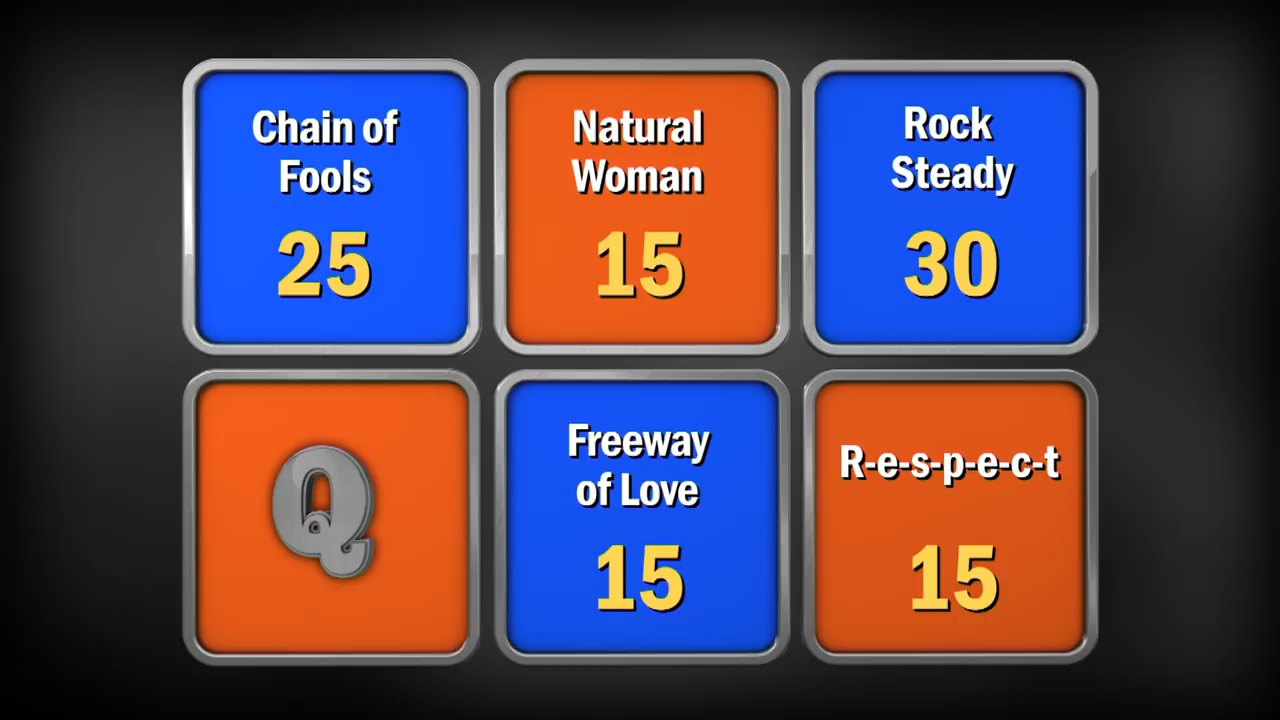 Chain of
Fools
25
Natural
Woman
15
Rock
Steady
30
Q
Freeway
of Love
15
R-e-s-p-e-c-t
15